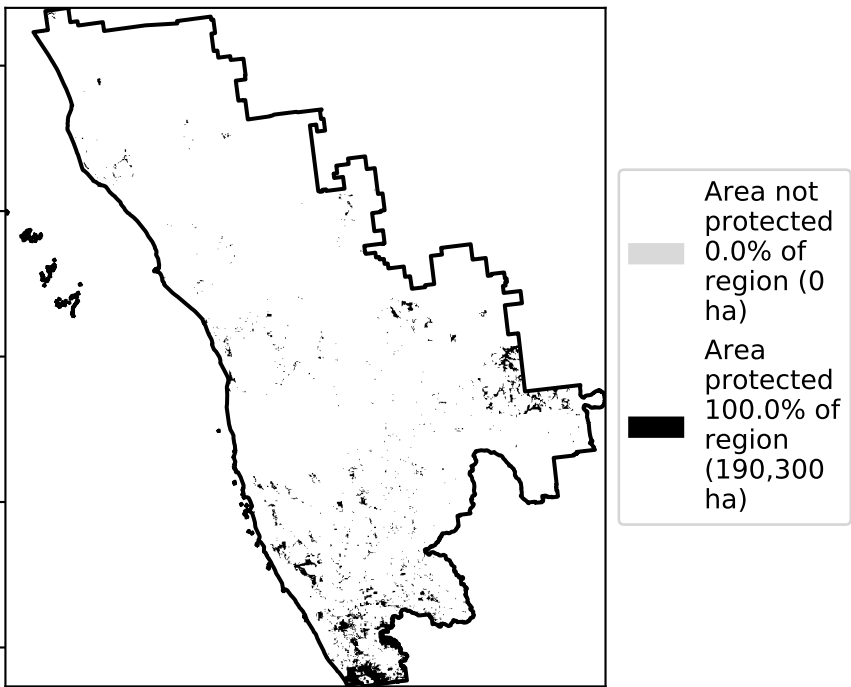 Area not
protected
0.0% of
region (0
ha)
Area
protected
100.0% of
region
(190,300
ha)